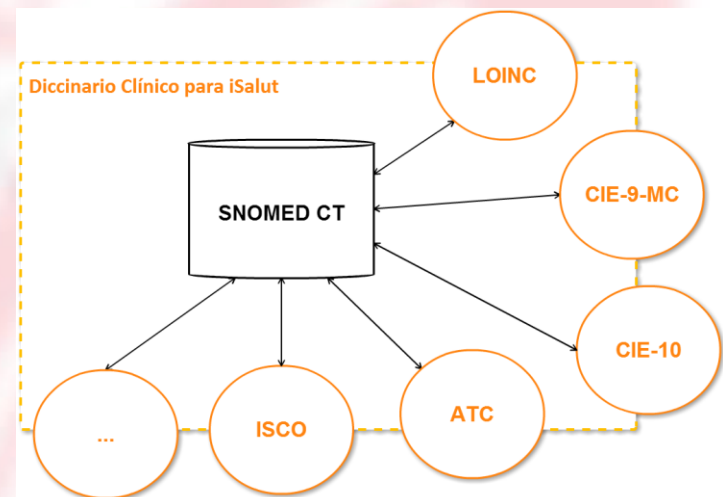 Diccinario Clínico para iSalut
LOINC
SNOMED CT
CIE-9-MC
CIE-10
ATC
ISCO
...